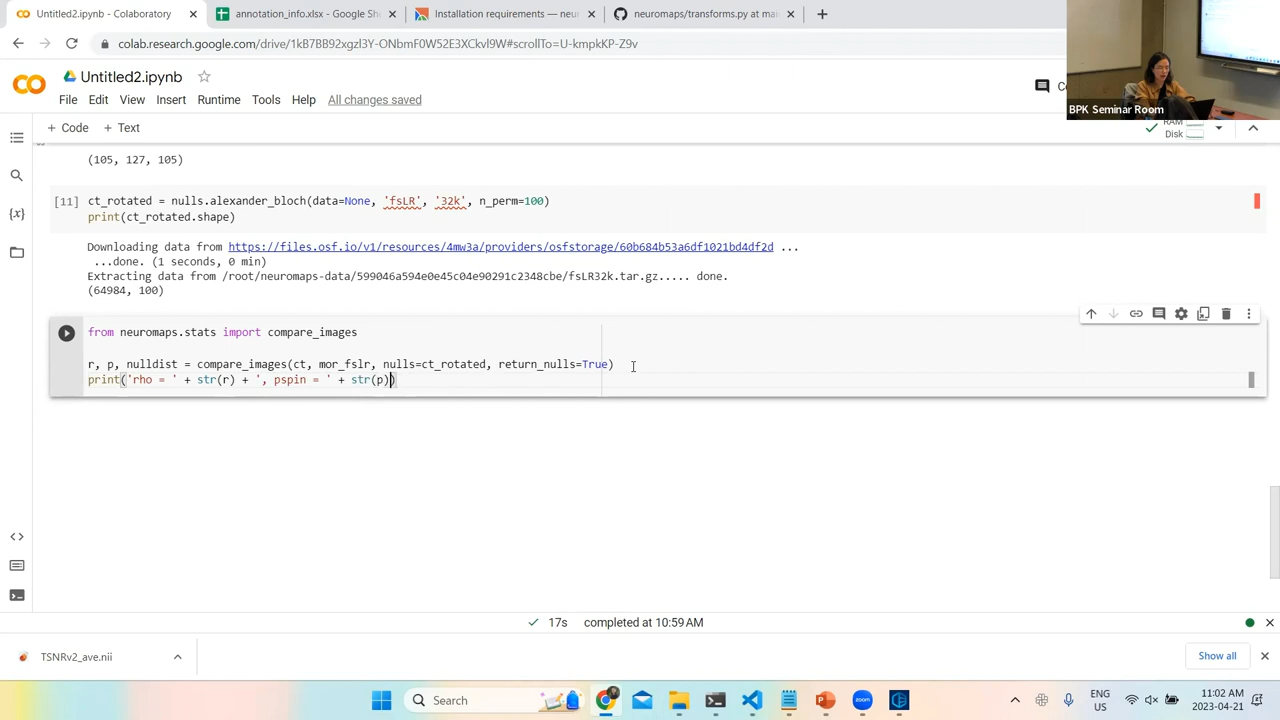 Untitled2.ipynb - Colaboratory
annotation_info.xlsx - Google She
Installation requirements — neur
neuromaps/transforms.py at mai
colab.research.google.com/drive/1kB7BB92xgzl3Y-ONbmF0W52E3XCkvl9W#scrollTo=U-kmpkKP-Z9v
Untitled2.ipynb
File Edit View Insert Runtime Tools Help All changes saved
BPK Seminar Room
+ Code + Text
RAM
Disk
(105, 127, 105)
[11] ct_rotated = nulls.alexander_bloch(data=None, 'fsLR', '32k', n_perm=100)
print(ct_rotated.shape)
Downloading data from https://files.osf.io/v1/resources/4mw3a/providers/osfstorage/60b684b53a6df1021bd4df2d ...
...done. (1 seconds, 0 min)
Extracting data from /root/neuromaps-data/599046a594e0e45c04e90291c2348cbe/fsLR32k.tar.gz..... done.
(64984, 100)
from neuromaps.stats import compare_images
r, p, nulldist = compare_images(ct, mor_fslr, nulls=ct_rotated, return_nulls=True)
print('rho = ' + str(r) + ', pspin = ' + str(p))
17s completed at 10:59 AM
TSNRv2_ave.nii
Show all
Search
zoom
ENG
US
11:02 AM
2023-04-21